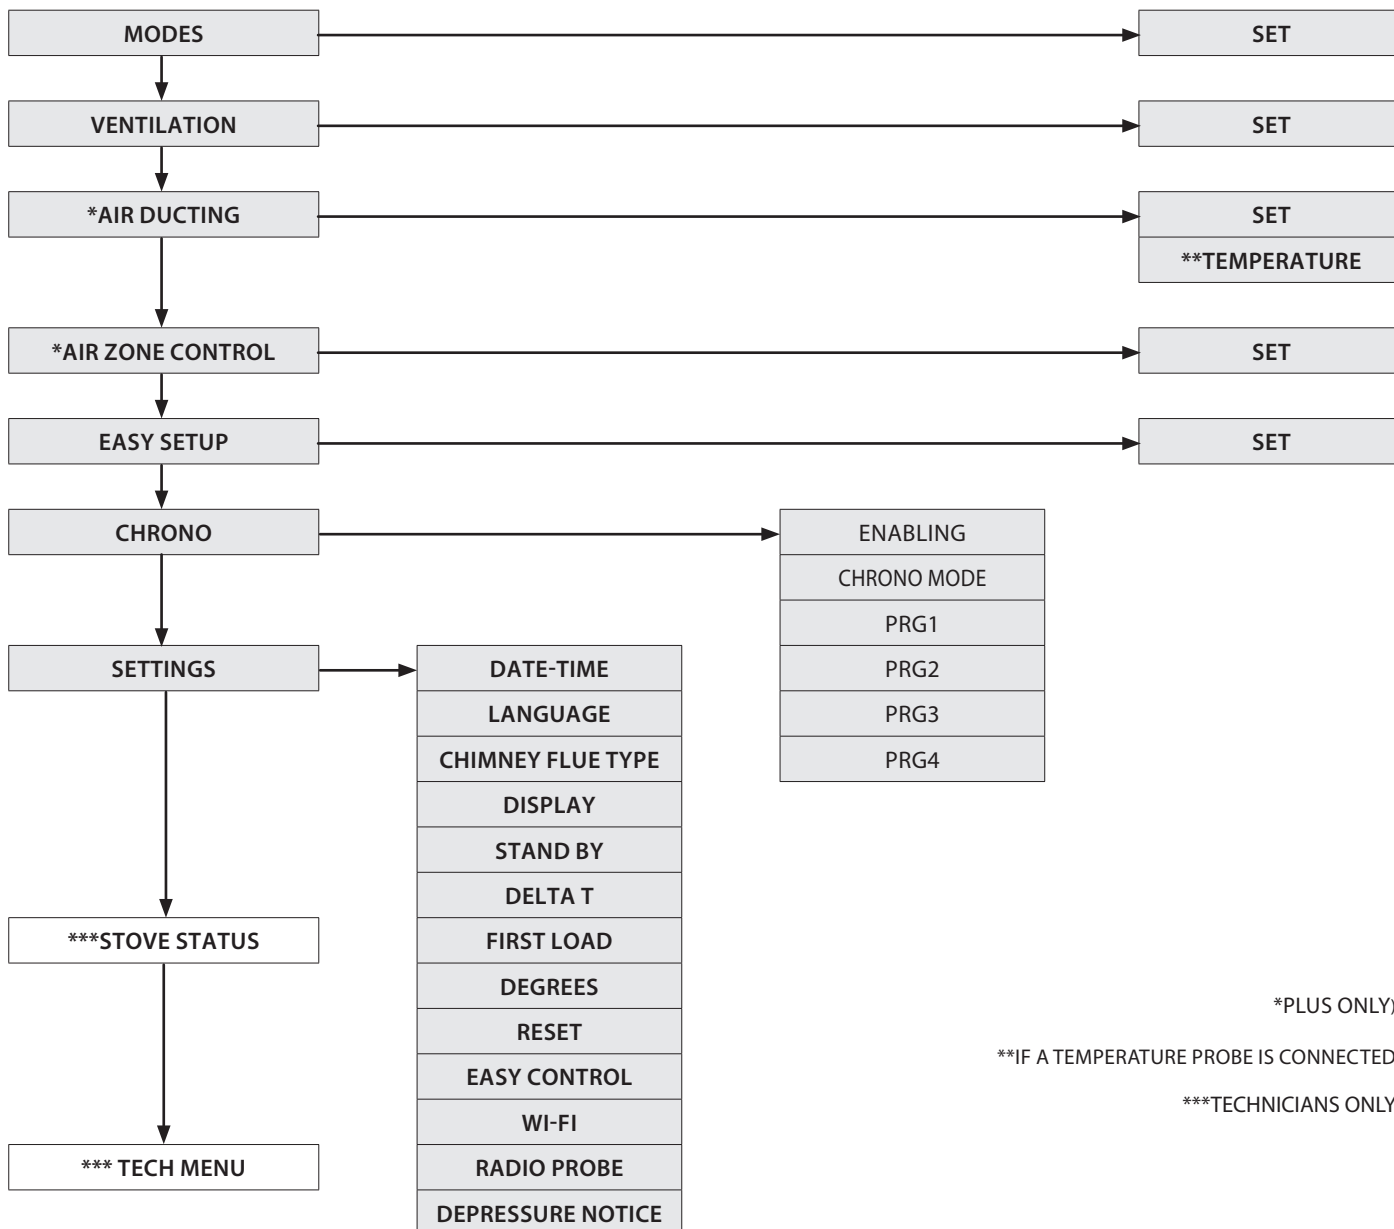 MODES
SET
VENTILATION
SET
*AIR DUCTING
SET
**TEMPERATURE
*AIR ZONE CONTROL
SET
EASY SETUP
SET
CHRONO
ENABLING
CHRONO MODE
PRG1
PRG2
PRG3
PRG4
SETTINGS
DATE-TIME
LANGUAGE
CHIMNEY FLUE TYPE
DISPLAY
STAND BY
DELTA T
FIRST LOAD
DEGREES
RESET
EASY CONTROL
WI-FI
RADIO PROBE
DEPRESSURE NOTICE
***STOVE STATUS
*** TECH MENU
*PLUS ONLY)
**IF A TEMPERATURE PROBE IS CONNECTED
***TECHNICIANS ONLY